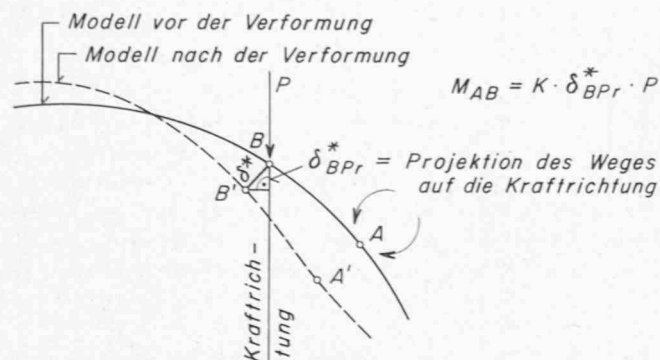 Modell vor der Verformung
Modell nach der Verformung
P
M_AB = K · δ*_BPr · P
B
δ*
δ*_BPr = Projektion des Weges
auf die Kraftrichtung
B'
A
A'
Kraftrich-
tung